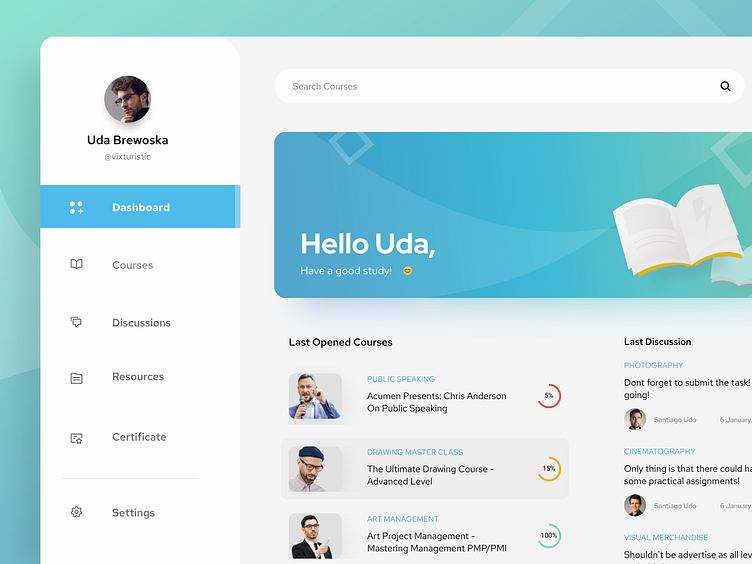 Uda Brewoska
@vixturistic
Dashboard
Courses
Discussions
Resources
Certificate
Settings
Search Courses
Hello Uda,
Have a good study! 😊
Last Opened Courses
PUBLIC SPEAKING
Acumen Presents: Chris Anderson
On Public Speaking
5%
DRAWING MASTER CLASS
The Ultimate Drawing Course -
Advanced Level
15%
ART MANAGEMENT
Art Project Management -
Mastering Management PMP/PMI
100%
Last Discussion
PHOTOGRAPHY
Dont forget to submit the task!
going!
Santiago Udo 6 January
CINEMATOGRAPHY
Only thing is that there could
some practical assignments!
Santiago Udo 6 January
VISUAL MERCHANDISE
Shouldn't be advertise as all